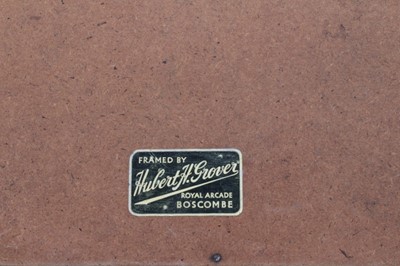 FRAMED BY
Hubert H. Grover
ROYAL ARCADE
BOSCOMBE